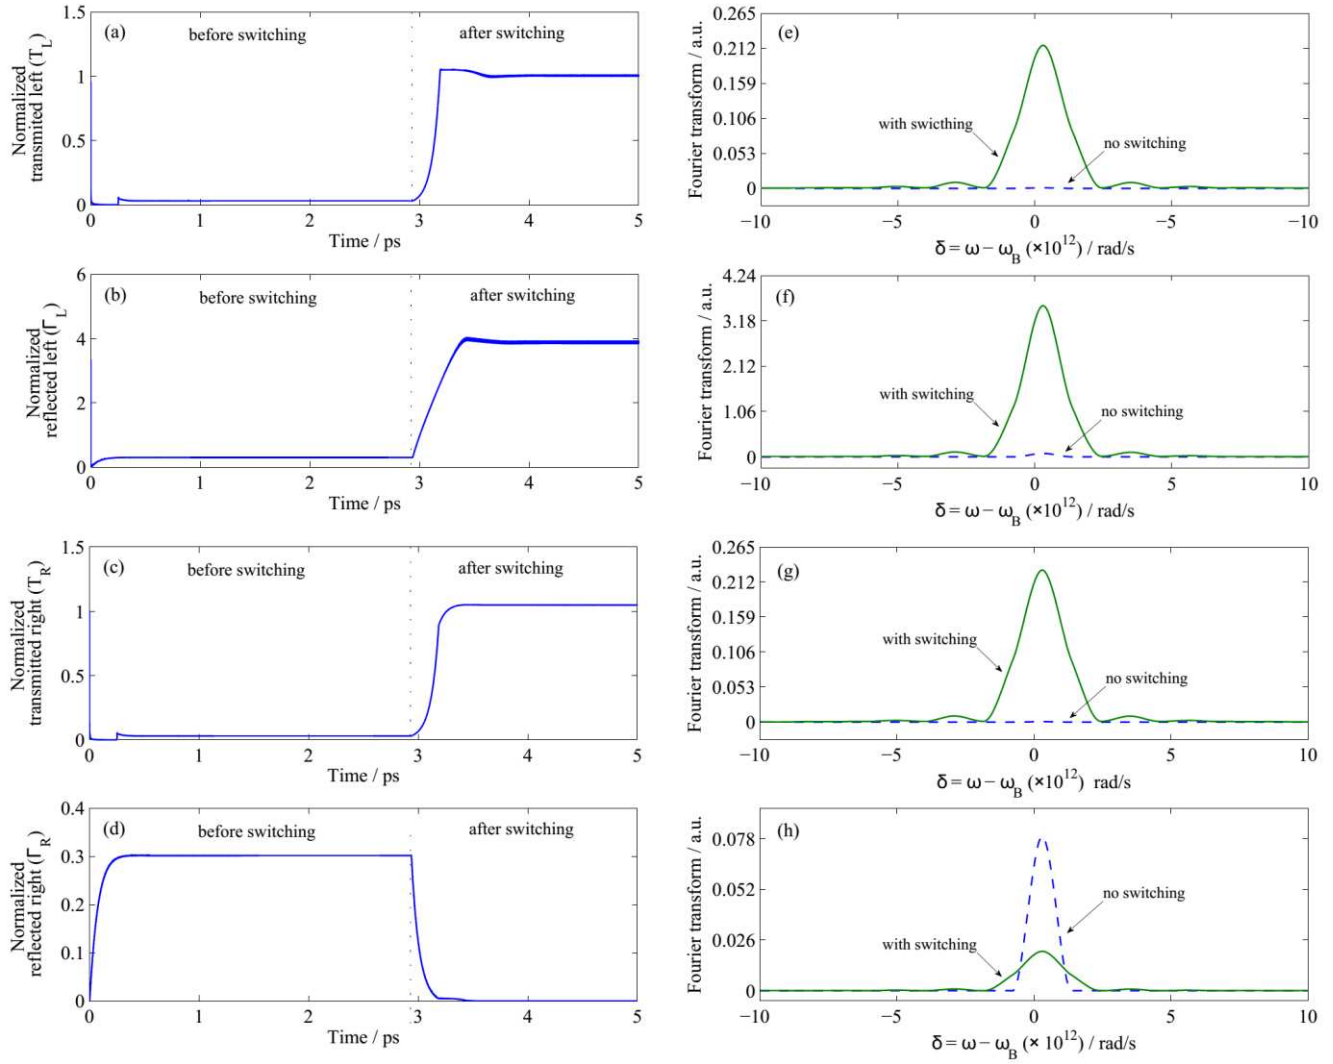 Normalized
transmited left (T_L)
1.5
1
0.5
0
(a)
before switching
after switching
0 1 2 3 4 5
Time / ps
Fourier transform / a.u.
0.265
0.212
0.159
0.106
0.053
0
(e)
with swicthing
no switching
−10 −5 0 −5 −10
δ = ω − ω_B (×10^12) / rad/s
Normalized
reflected left (Γ_L)
6
4
2
0
(b)
before switching
after switching
0 1 2 3 4 5
Time / ps
Fourier transform / a.u.
4.24
3.18
2.12
1.06
0
(f)
with switching
no switching
−10 −5 0 5 10
δ = ω − ω_B (×10^12) / rad/s
Normalized
transmitted right (T_R)
1.5
1
0.5
0
(c)
before switching
after switching
0 1 2 3 4 5
Time / ps
Fourier transform / a.u.
0.265
0.212
0.159
0.106
0.053
0
(g)
with switching
no switching
−10 −5 0 5 10
δ = ω − ω_B (×10^12) rad/s
Normalized
reflected right (Γ_R)
0.4
0.3
0.2
0.1
0
(d)
before switching
after switching
0 1 2 3 4 5
Time / ps
Fourier transform / a.u.
0.078
0.052
0.026
0
(h)
no switching
with switching
−10 −5 0 5 10
δ = ω − ω_B (× 10^12) / rad/s